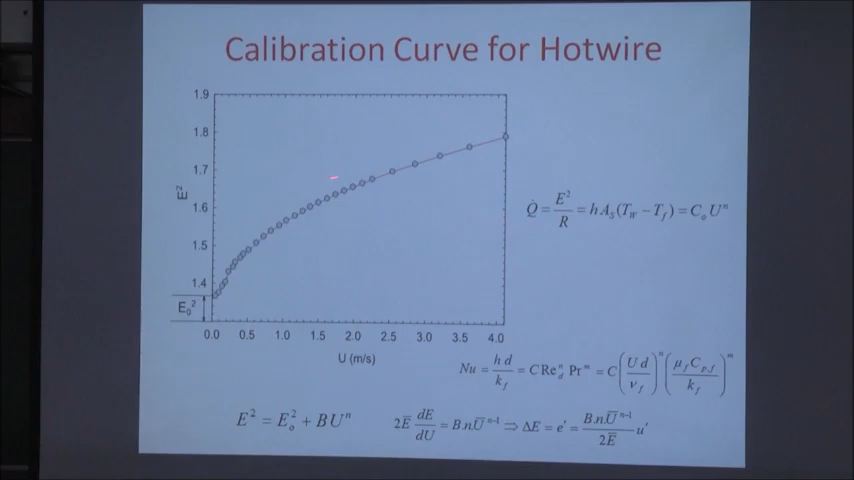 Calibration Curve for Hotwire
1.9
1.8
1.7
1.6
1.5
1.4
E²
E₀²
0.0 0.5 1.0 1.5 2.0 2.5 3.0 3.5 4.0
U (m/s)
Q̇ = E²/R = h A_S (T_W − T_f) = C_o Uⁿ
Nu = h d / k_f = C Re_d^n Pr^m = C (U d / ν_f)^n (μ_f C_{p,f} / k_f)^m
E² = E_o² + BUⁿ
2Ē dE/dU = B.n.Ū^{n-1} ⇒ ΔE = e' = B.n.Ū^{n-1} / 2Ē u'